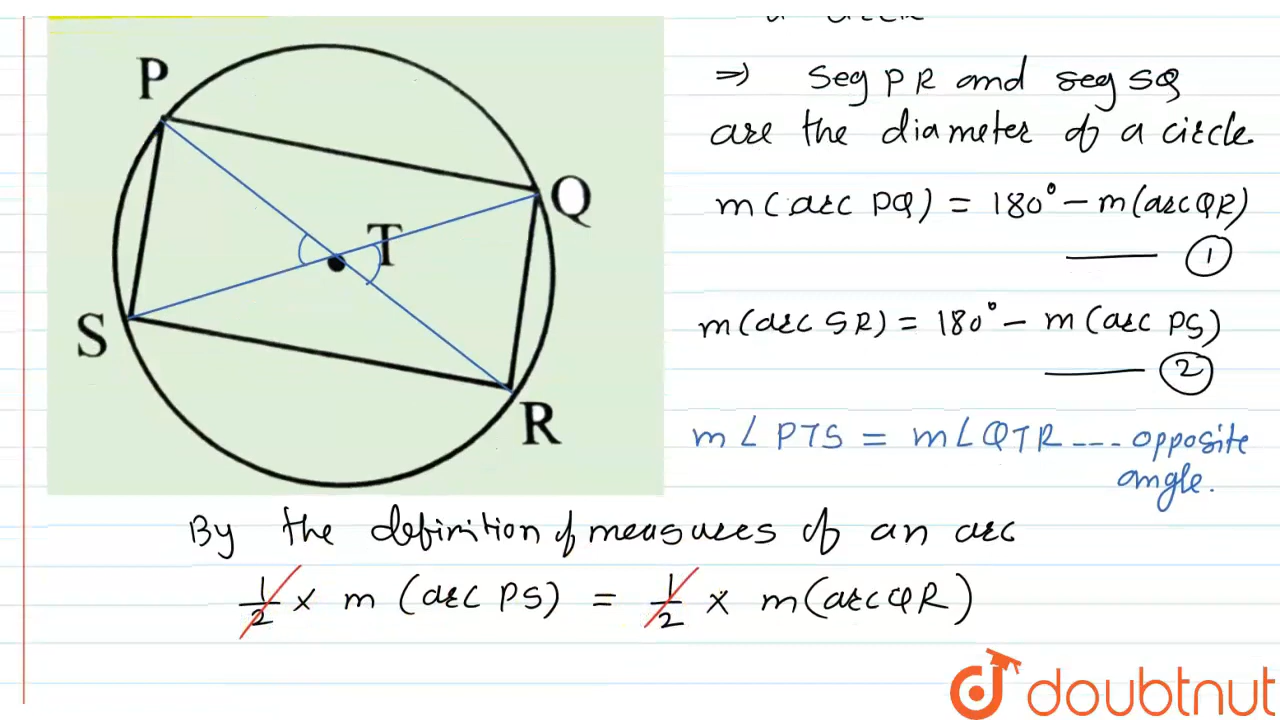 ⇒ Seg PR and seg SQ
are the diameter of a circle.
m(arc PQ) = 180° - m(arc QR)
—— ①
m(arc SR) = 180° - m(arc PS)
—— ②
m∠PTS = m∠QTR --- opposite
angle.
P
Q
T
S
R
By the definition of measures of an arc
1/2 × m (arc PS) = 1/2 × m(arc QR)
doubtnut